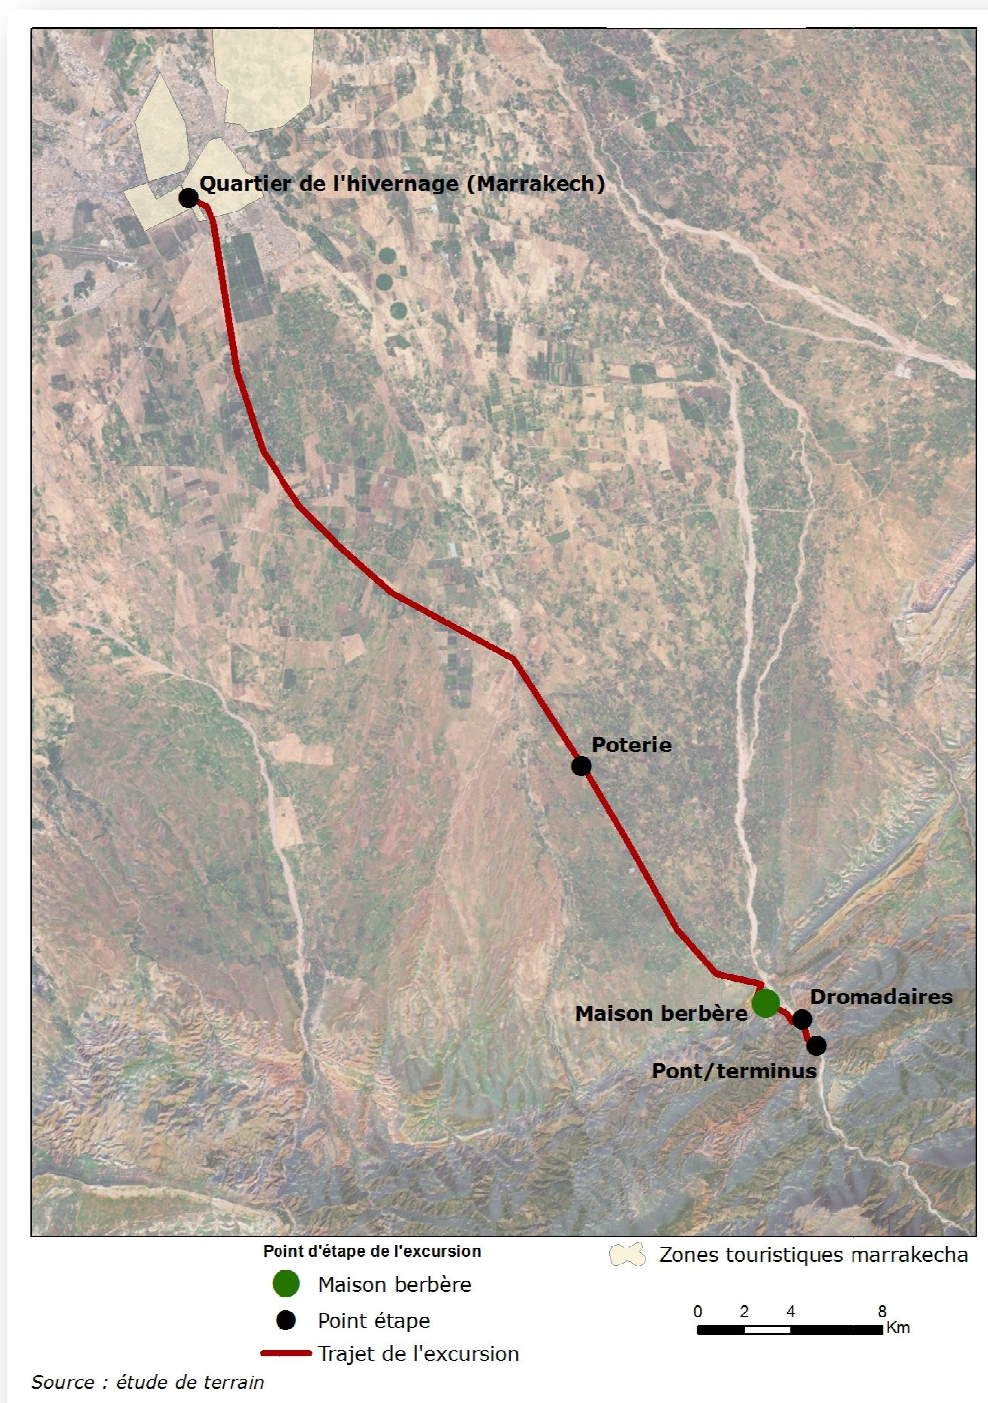 Quartier de l'hivernage (Marrakech)
Poterie
Dromadaires
Maison berbère
Pont/terminus
Point d'étape de l'excursion
Maison berbère
Point étape
Trajet de l'excursion
Zones touristiques marrakecha
0 2 4 8
Km
Source : étude de terrain